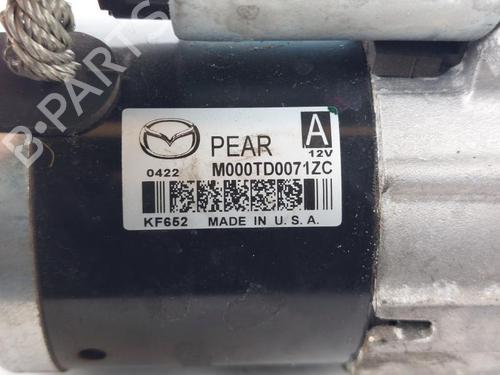 B-PARTS
PEAR A
12V
0422 M000TD0071ZC
KF652 MADE IN U.S.A.